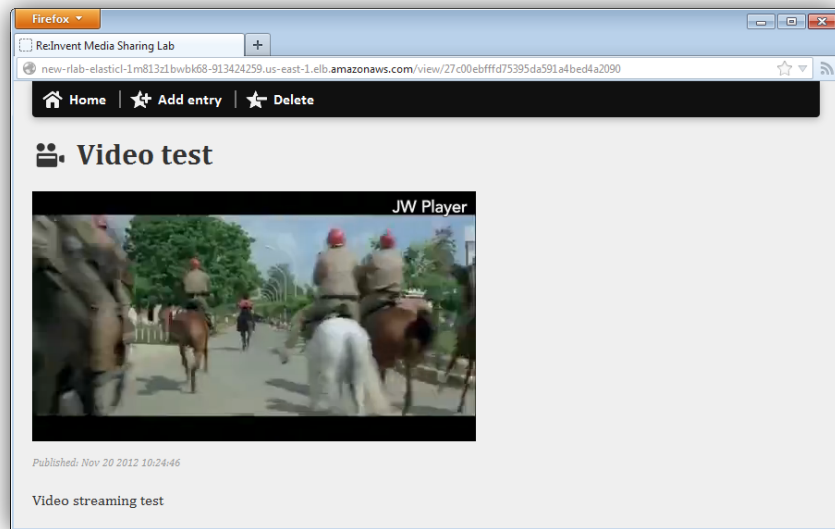 Firefox
Re:Invent Media Sharing Lab
new-rlab-elasticl-1m813z1bwbk68-913424259.us-east-1.elb.amazonaws.com/view/27c00ebfffd75395da591a4bed4a2090
Home Add entry Delete
Video test
JW Player
Published: Nov 20 2012 10:24:46
Video streaming test